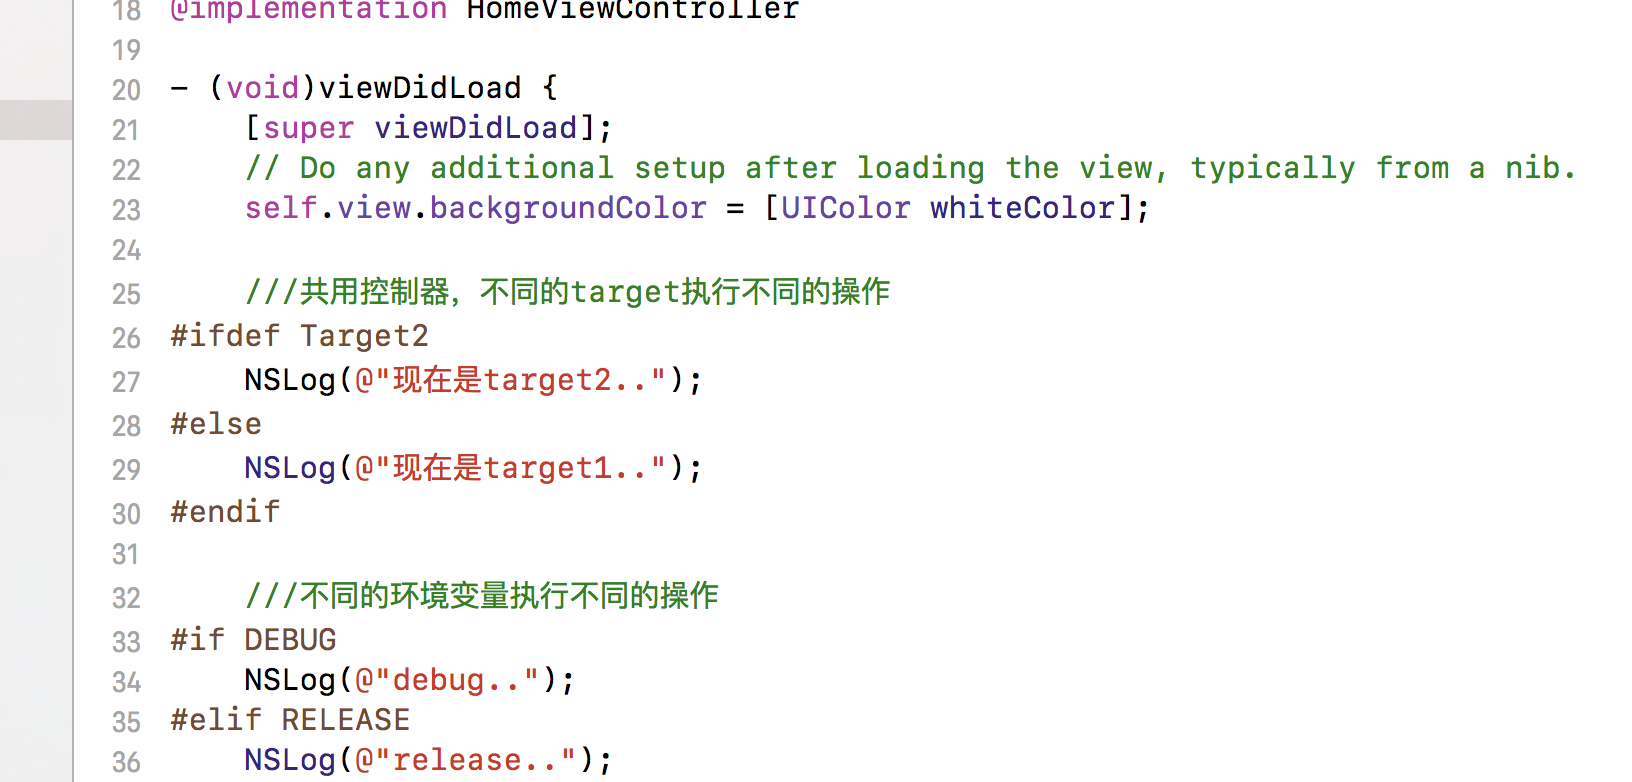 18 @implementation HomeViewController
19
20 - (void)viewDidLoad {
21 [super viewDidLoad];
22 // Do any additional setup after loading the view, typically from a nib.
23 self.view.backgroundColor = [UIColor whiteColor];
24
25 ///共用控制器，不同的target执行不同的操作
26 #ifdef Target2
27 NSLog(@"现在是target2..");
28 #else
29 NSLog(@"现在是target1..");
30 #endif
31
32 ///不同的环境变量执行不同的操作
33 #if DEBUG
34 NSLog(@"debug..");
35 #elif RELEASE
36 NSLog(@"release..");